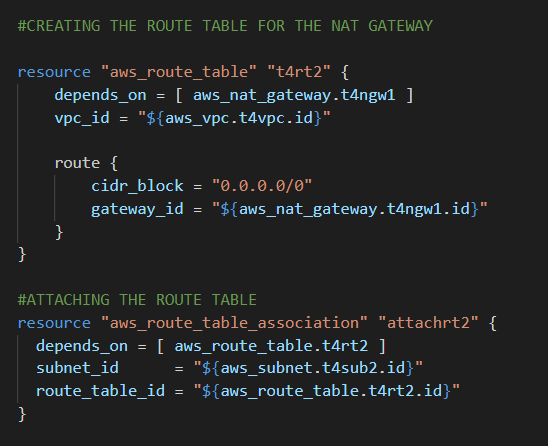 #CREATING THE ROUTE TABLE FOR THE NAT GATEWAY
resource "aws_route_table" "t4rt2" {
    depends_on = [ aws_nat_gateway.t4ngw1 ]
    vpc_id = "${aws_vpc.t4vpc.id}"
    route {
        cidr_block = "0.0.0.0/0"
        gateway_id = "${aws_nat_gateway.t4ngw1.id}"
    }
}
#ATTACHING THE ROUTE TABLE
resource "aws_route_table_association" "attachrt2" {
  depends_on = [ aws_route_table.t4rt2 ]
  subnet_id      = "${aws_subnet.t4sub2.id}"
  route_table_id = "${aws_route_table.t4rt2.id}"
}